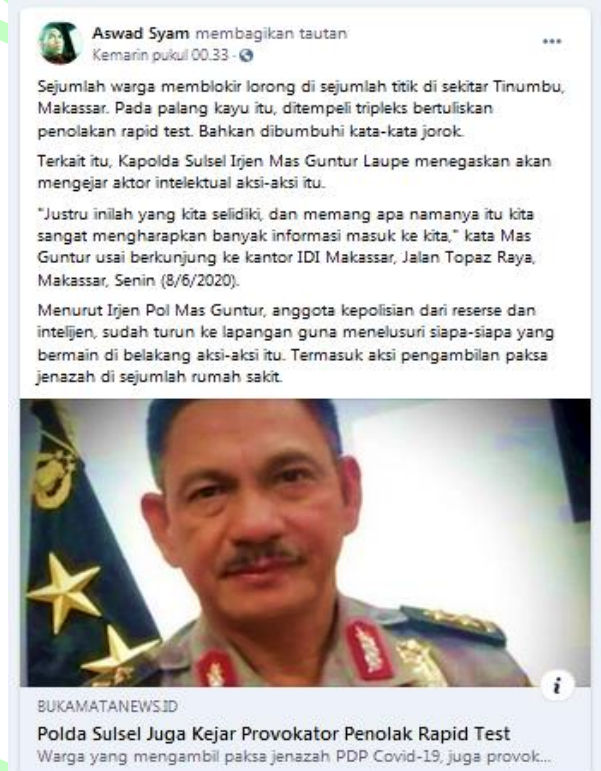 Aswad Syam membagikan tautan
Kemarin pukul 00.33 ·
Sejumlah warga memblokir lorong di sejumlah titik di sekitar Tinumbu,
Makassar. Pada palang kayu itu, ditempeli tripleks bertuliskan
penolakan rapid test. Bahkan dibumbuhi kata-kata jorok.
Terkait itu, Kapolda Sulsel Irjen Mas Guntur Laupe menegaskan akan
mengejar aktor intelektual aksi-aksi itu.
"Justru inilah yang kita selidiki, dan memang apa namanya itu kita
sangat mengharapkan banyak informasi masuk ke kita," kata Mas
Guntur usai berkunjung ke kantor IDI Makassar, Jalan Topaz Raya,
Makassar, Senin (8/6/2020).
Menurut Irjen Pol Mas Guntur, anggota kepolisian dari reserse dan
intelijen, sudah turun ke lapangan guna menelusuri siapa-siapa yang
bermain di belakang aksi-aksi itu. Termasuk aksi pengambilan paksa
jenazah di sejumlah rumah sakit.
BUKAMATANEWS.ID
Polda Sulsel Juga Kejar Provokator Penolak Rapid Test
Warga yang mengambil paksa jenazah PDP Covid-19, juga provok...